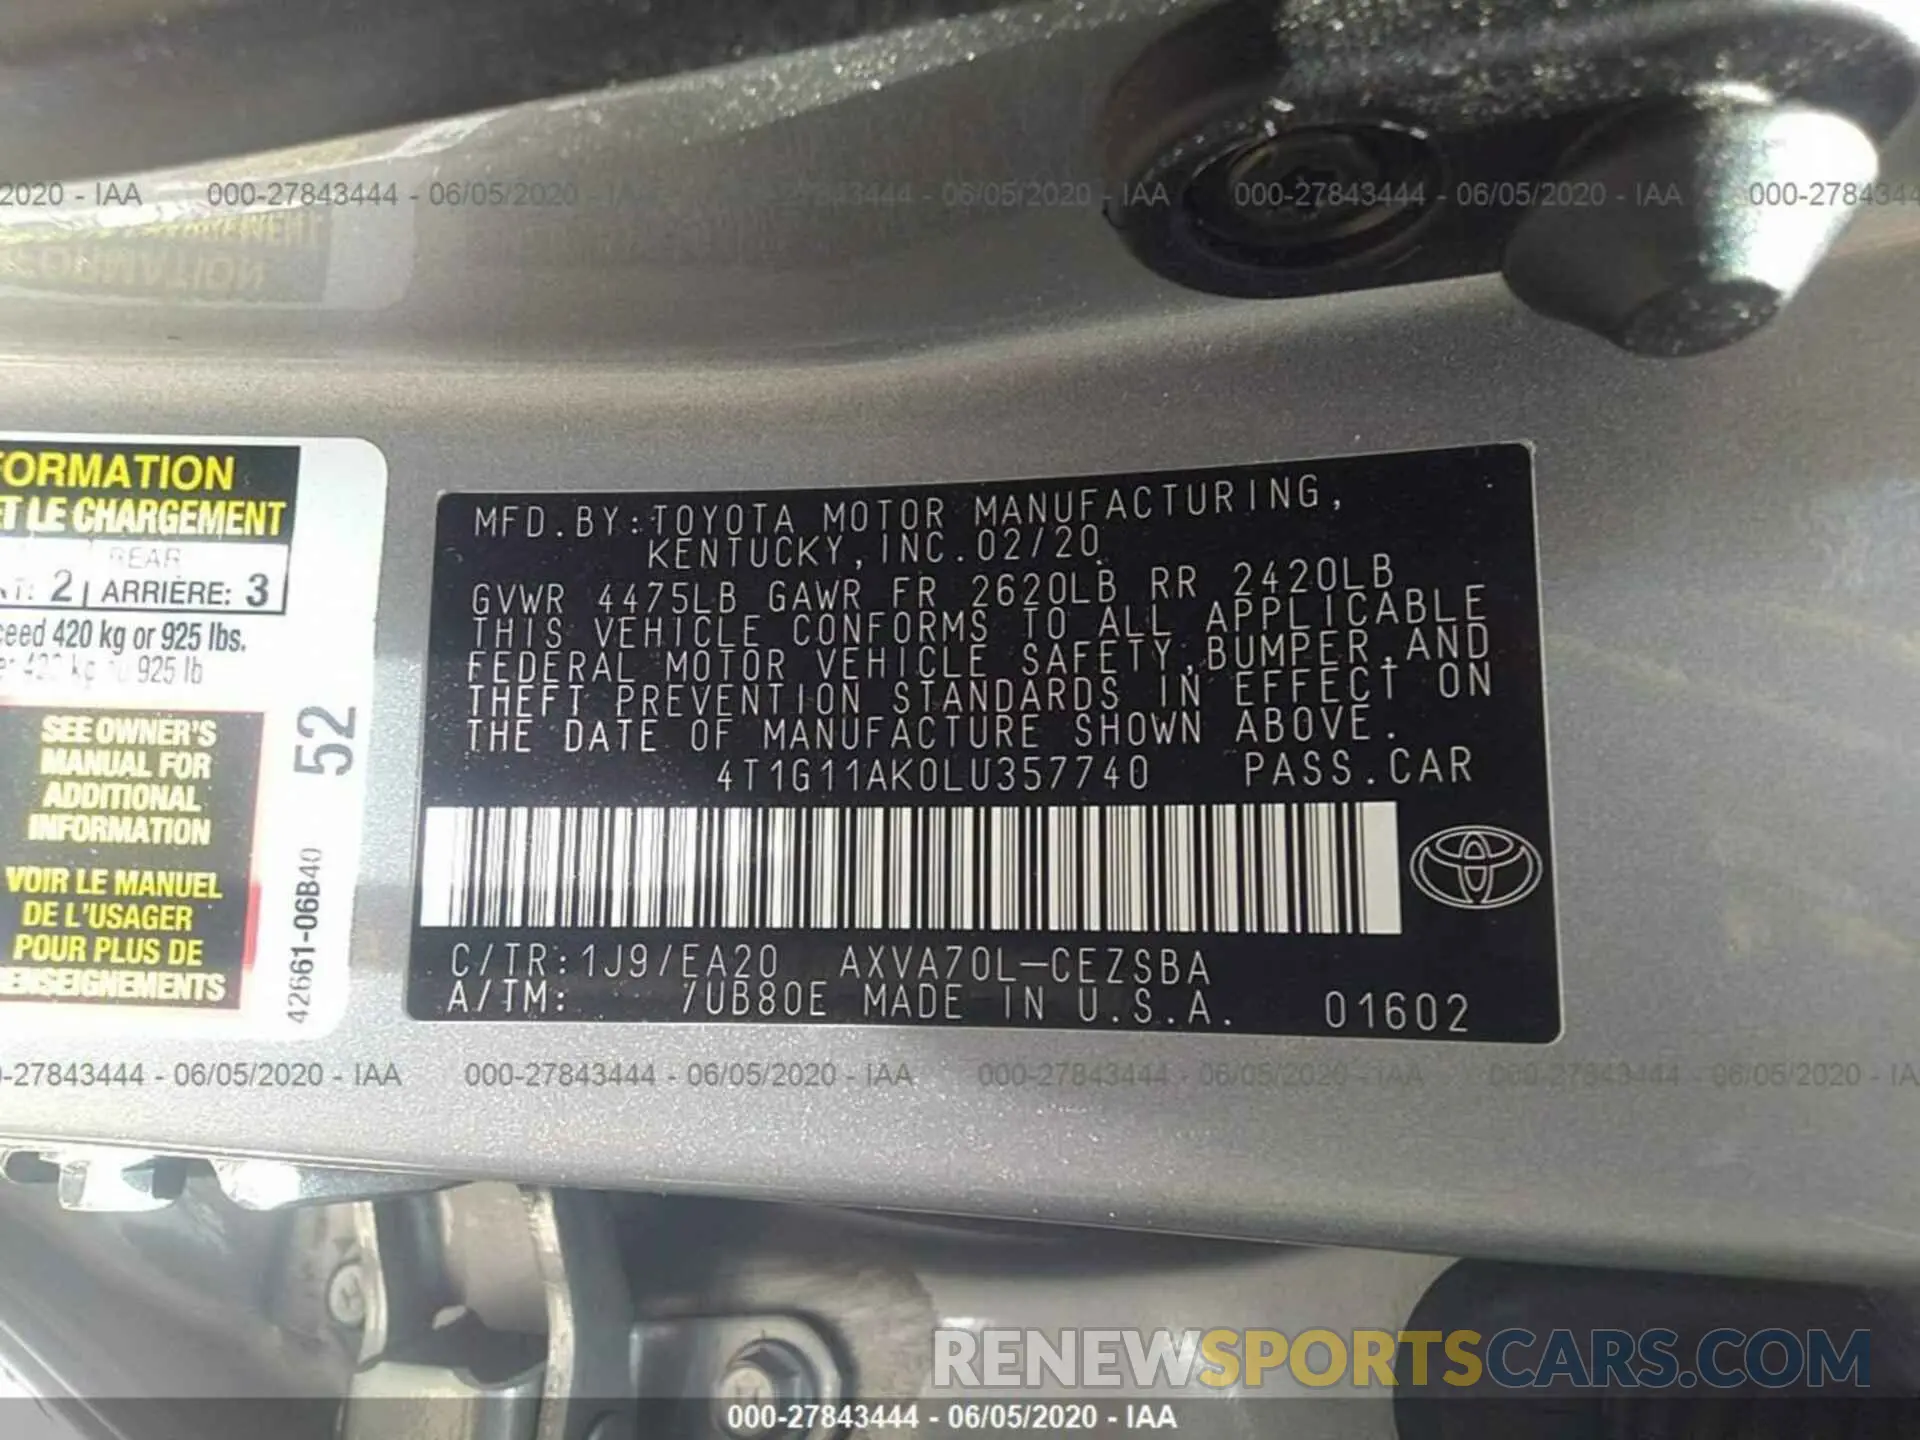 2020 - IAA 000-27843444 - 06/05/2020 - IAA 000-27843444 - 06/05/2020 - IAA 000-27843444 - 06/05/2020 - IAA 000-278434
FORMATION
ET LE CHARGEMENT
REAR
2 ARRIÈRE: 3
ceed 420 kg or 925 lbs.
420 kg ou 925 lb
SEE OWNER'S
MANUAL FOR
ADDITIONAL
INFORMATION
VOIR LE MANUEL
DE L'USAGER
POUR PLUS DE
ENSEIGNEMENTS
52
42661-06B40
MFD.BY:TOYOTA MOTOR MANUFACTURING,
KENTUCKY,INC.02/20
GVWR 4475LB GAWR FR 2620LB RR 2420LB
THIS VEHICLE CONFORMS TO ALL APPLICABLE
FEDERAL MOTOR VEHICLE SAFETY,BUMPER,AND
THEFT PREVENTION STANDARDS IN EFFECT ON
THE DATE OF MANUFACTURE SHOWN ABOVE.
4T1G11AK0LU357740 PASS.CAR
C/TR:1J9/EA20 AXVA70L-CEZSBA
A/TM: /UB80E MADE IN U.S.A. 01602
0-27843444 - 06/05/2020 - IAA 000-27843444 - 06/05/2020 - IAA 000-27843444 - 06/05/2020 - IAA 000-27843444 - 06/05/2020 - IA
RENEWSPORTSCARS.COM
000-27843444 - 06/05/2020 - IAA